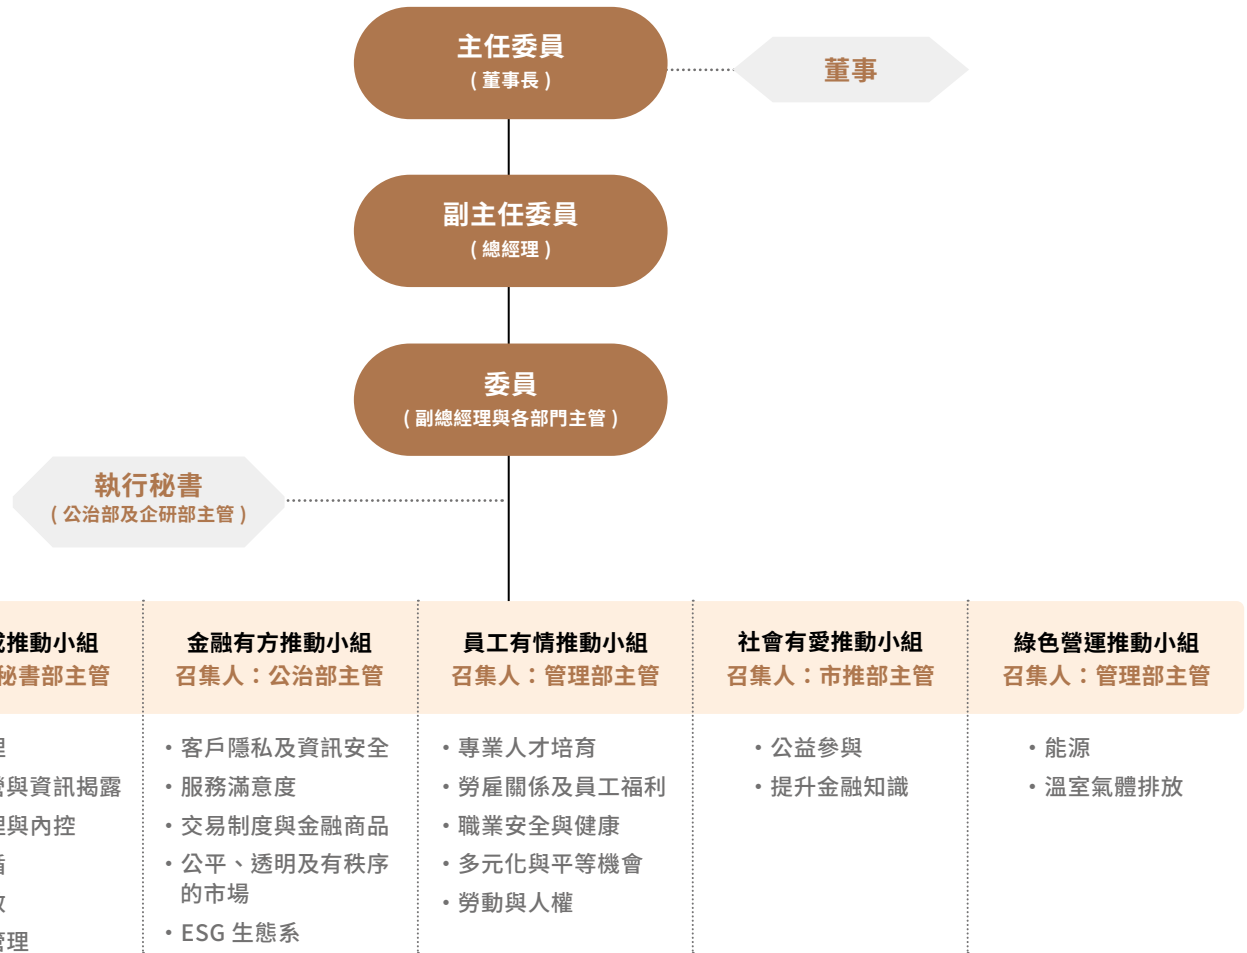 主任委員
( 董事長 )
董事
副主任委員
( 總經理 )
委員
( 副總經理與各部門主管 )
執行秘書
( 公治部及企研部主管 )
推動小組
秘書部主管
理
與資訊揭露
理與內控
管理
金融有方推動小組
召集人：公治部主管
・客戶隱私及資訊安全
・服務滿意度
・交易制度與金融商品
・公平、透明及有秩序
的市場
・ESG 生態系
員工有情推動小組
召集人：管理部主管
・專業人才培育
・勞雇關係及員工福利
・職業安全與健康
・多元化與平等機會
・勞動與人權
社會有愛推動小組
召集人：市推部主管
・公益參與
・提升金融知識
綠色營運推動小組
召集人：管理部主管
・能源
・溫室氣體排放